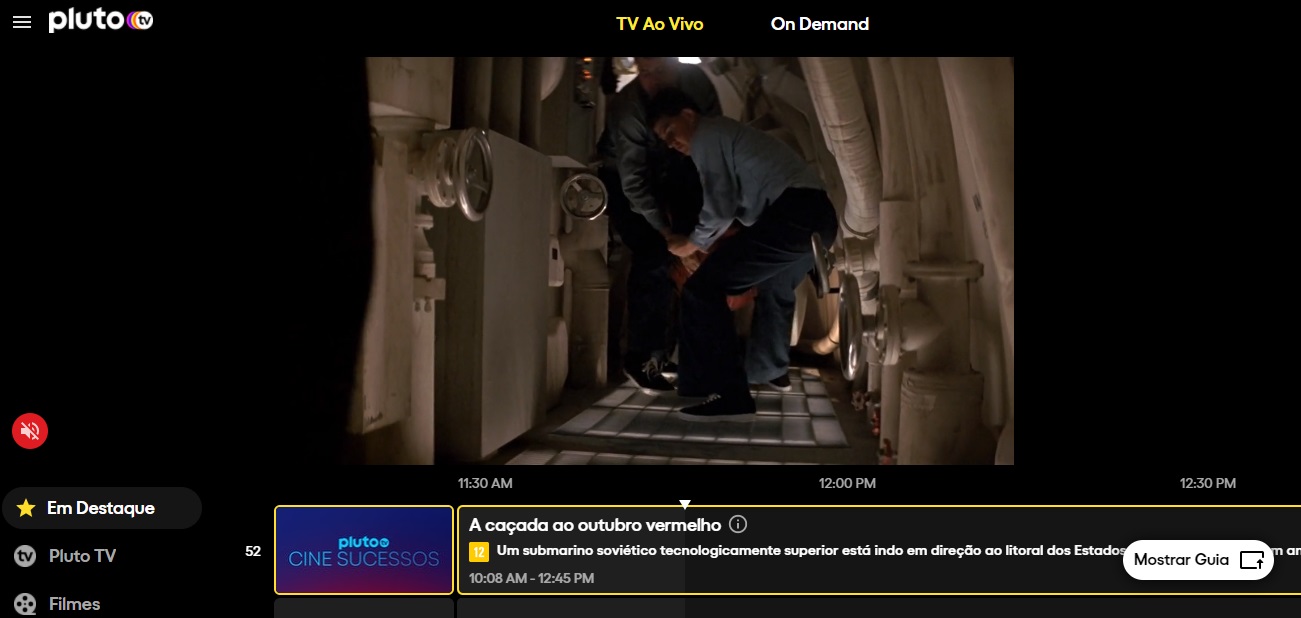 pluto tv
TV Ao Vivo
On Demand
11:30 AM
12:00 PM
12:30 PM
Em Destaque
tv Pluto TV
Filmes
52
pluto tv
CINE SUCESSOS
A caçada ao outubro vermelho
12 Um submarino soviético tecnologicamente superior está indo em direção ao litoral dos Estados
10:08 AM - 12:45 PM
Mostrar Guia